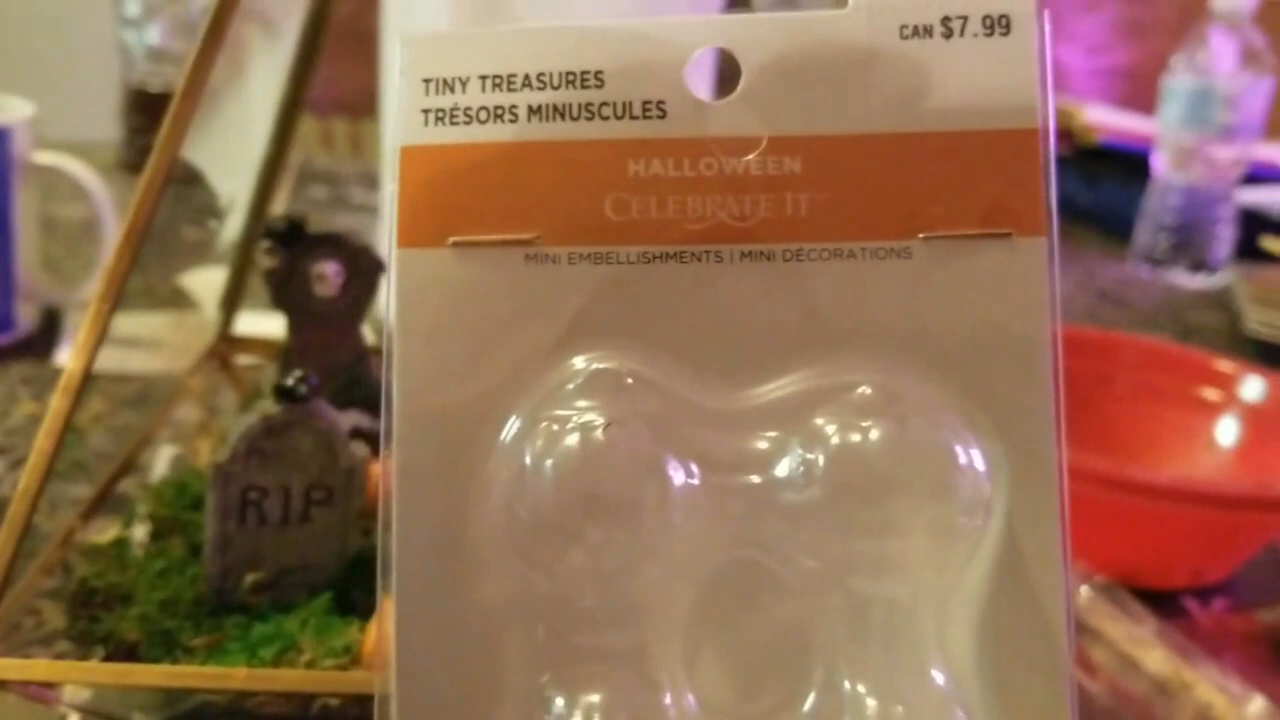 CAN $7.99
TINY TREASURES
TRÉSORS MINUSCULES
HALLOWEEN
CELEBRATE IT
MINI EMBELLISHMENTS | MINI DÉCORATIONS
RIP